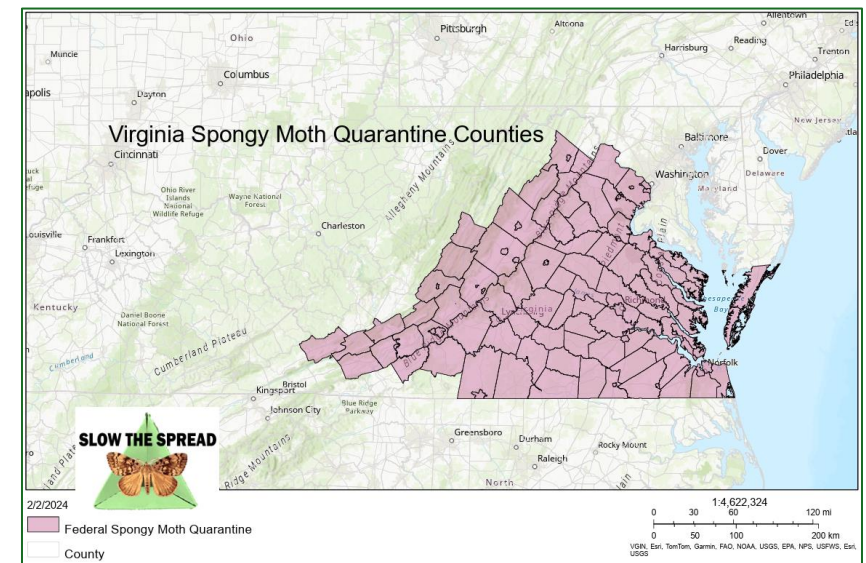 Pittsburgh
Altoona
Allentown
Ohio
Muncie
Harrisburg
Reading
Trenton
Columbus
Philadelphia
apolis
Dayton
New Jersey
Virginia Spongy Moth Quarantine Counties
Baltimore
Cincinnati
Dover
Allegheny Mountains
Washington
Delaware
Maryland
Ohio River
Islands
National
Wildlife Refuge
Wayne National
Forest
Charleston
Louisville
Frankfort
Lexington
Piedmont
Richmond
Virginia
Kentucky
Daniel Boone
National Forest
Cumberland Plateau
Cumberland
Norfolk
Bristol
Kingsport
Johnson City
Blue Ridge
Parkway
Greensboro
Durham
Rocky Mount
Raleigh
North
Ridge Mountains
SLOW THE SPREAD
2/2/2024
Federal Spongy Moth Quarantine
County
1:4,622,324
0 30 60 120 mi
0 50 100 200 km
VGIN, Esri, TomTom, Garmin, FAO, NOAA, USGS, EPA, NPS, USFWS, Esri,
USGS